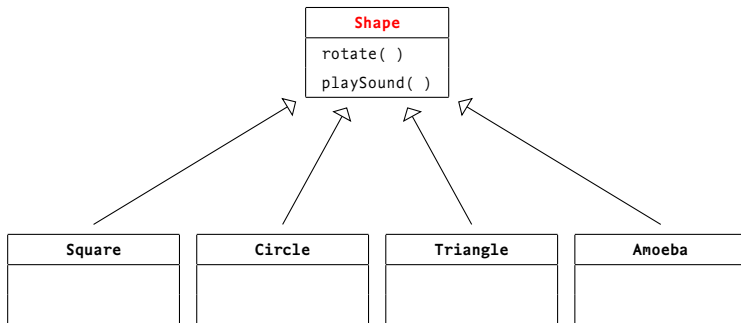 Shape
rotate( )
playSound( )
Square Circle Triangle Amoeba